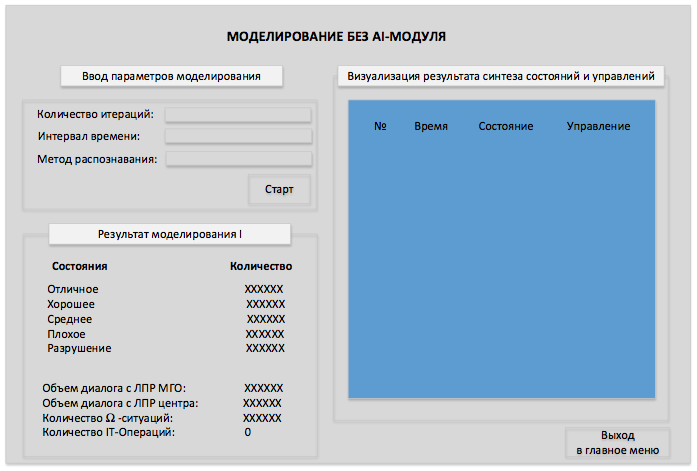 МОДЕЛИРОВАНИЕ БЕЗ AI-МОДУЛЯ
Ввод параметров моделирования
Количество итераций:
Интервал времени:
Метод распознавания:
Старт
Результат моделирования I
Состояния Количество
Отличное XXXXXX
Хорошее XXXXXX
Среднее XXXXXX
Плохое XXXXXX
Разрушение XXXXXX
Объем диалога с ЛПР МГО: XXXXXX
Объем диалога с ЛПР центра: XXXXXX
Количество Ω -ситуаций: XXXXXX
Количество IT-Операций: 0
Визуализация результата синтеза состояний и управлений
№ Время Состояние Управление
Выход
в главное меню